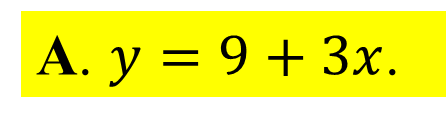 A. y = 9 + 3x.